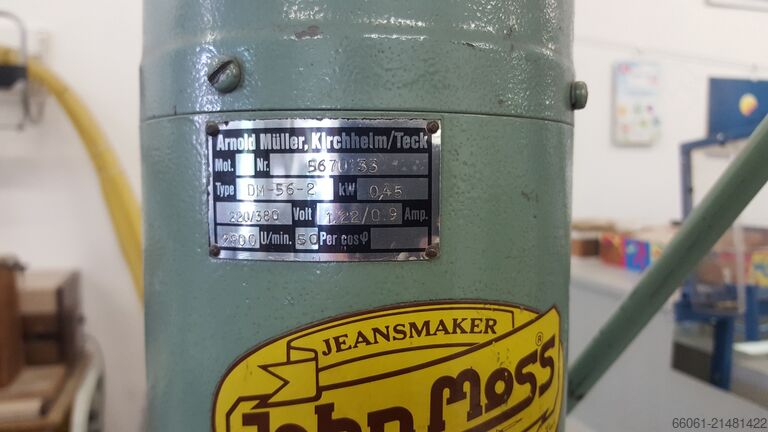 Arnold Müller, Kirchheim/Teck
Mot. Nr. 5670133
Type DM-56-2 kW 0,45
220/380 Volt 1,22/0.9 Amp.
2800 U/min. 50 Per cosφ
JEANSMAKER
John Moss ®
66061-21481422